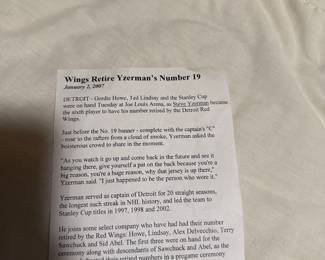 Wings Retire Yzerman's Number 19
January 2, 2007
DETROIT - Gordie Howe, Ted Lindsay and the Stanley Cup
were on hand Tuesday at Joe Louis Arena, as Steve Yzerman became
the sixth player to have his number retired by the Detroit Red
Wings.
Just before the No. 19 banner - complete with the captain's "C"
- rose to the rafters from a cloud of smoke, Yzerman asked the
boisterous crowd to share in the moment.
"As you watch it go up and come back in the future and see it
hanging there, give yourself a pat on the back because you're a
big reason, you're a huge reason, why that jersey is up there,"
Yzerman said. "I just happened to be the person who wore it."
Yzerman served as captain of Detroit for 20 straight seasons,
the longest such streak in NHL history, and led the team to
Stanley Cup titles in 1997, 1998 and 2002.
He joins some select company who have had had their number
retired by the Red Wings: Howe, Lindsay, Alex Delvecchio, Terry
Sawchuck and Sid Abel. The first three were on hand for the
ceremony along with descendants of Sawchuck and Abel, as the
their retired numbers in a pregame ceremony